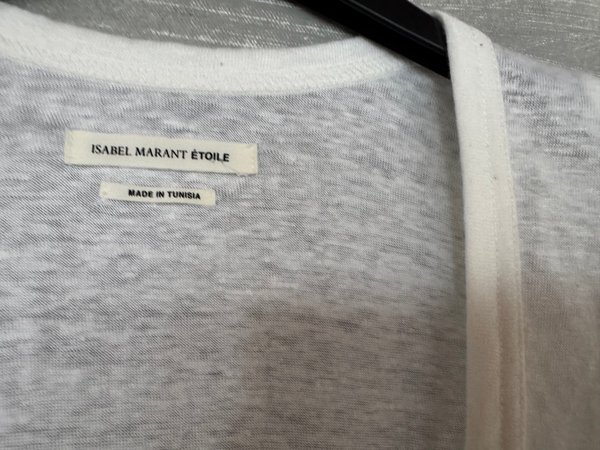 ISABEL MARANT ÉTOILE
MADE IN TUNISIA